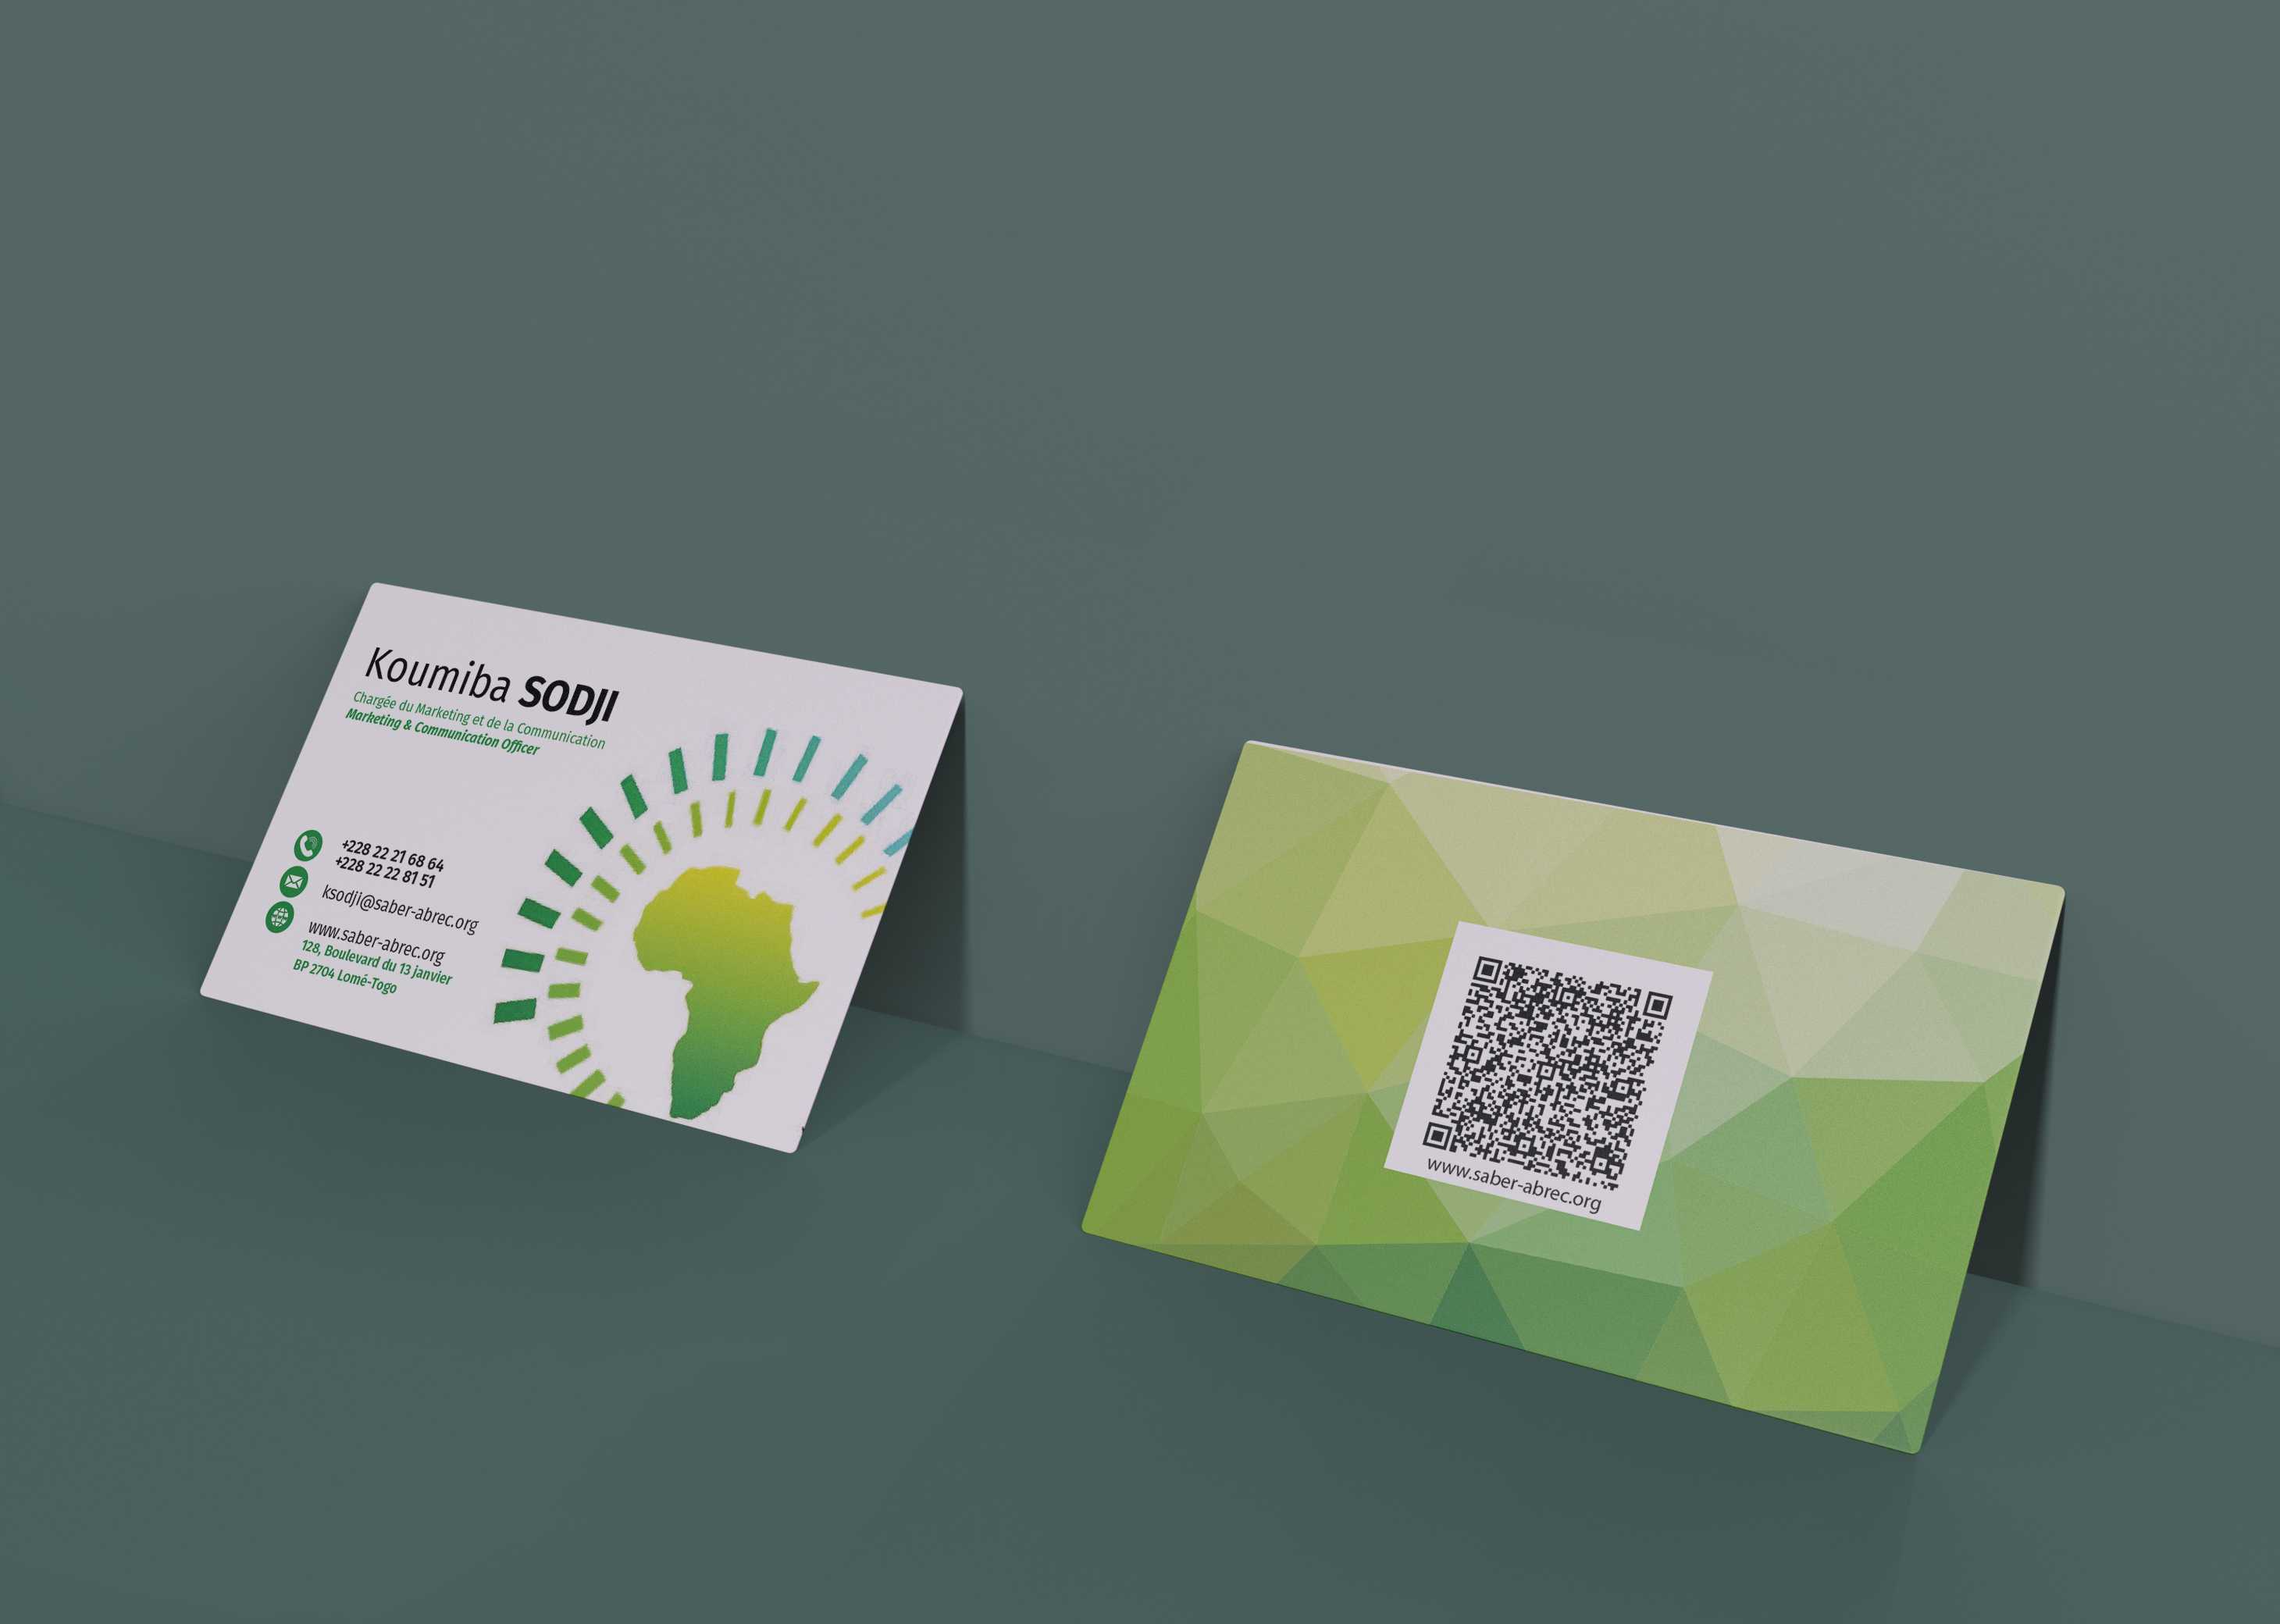 Koumiba SODJI
Chargée du Marketing et de la Communication
Marketing & Communication Officer
+228 22 21 68 64
+228 22 22 81 51
ksodji@saber-abrec.org
www.saber-abrec.org
128, Boulevard du 13 janvier
BP 2704 Lomé-Togo
www.saber-abrec.org